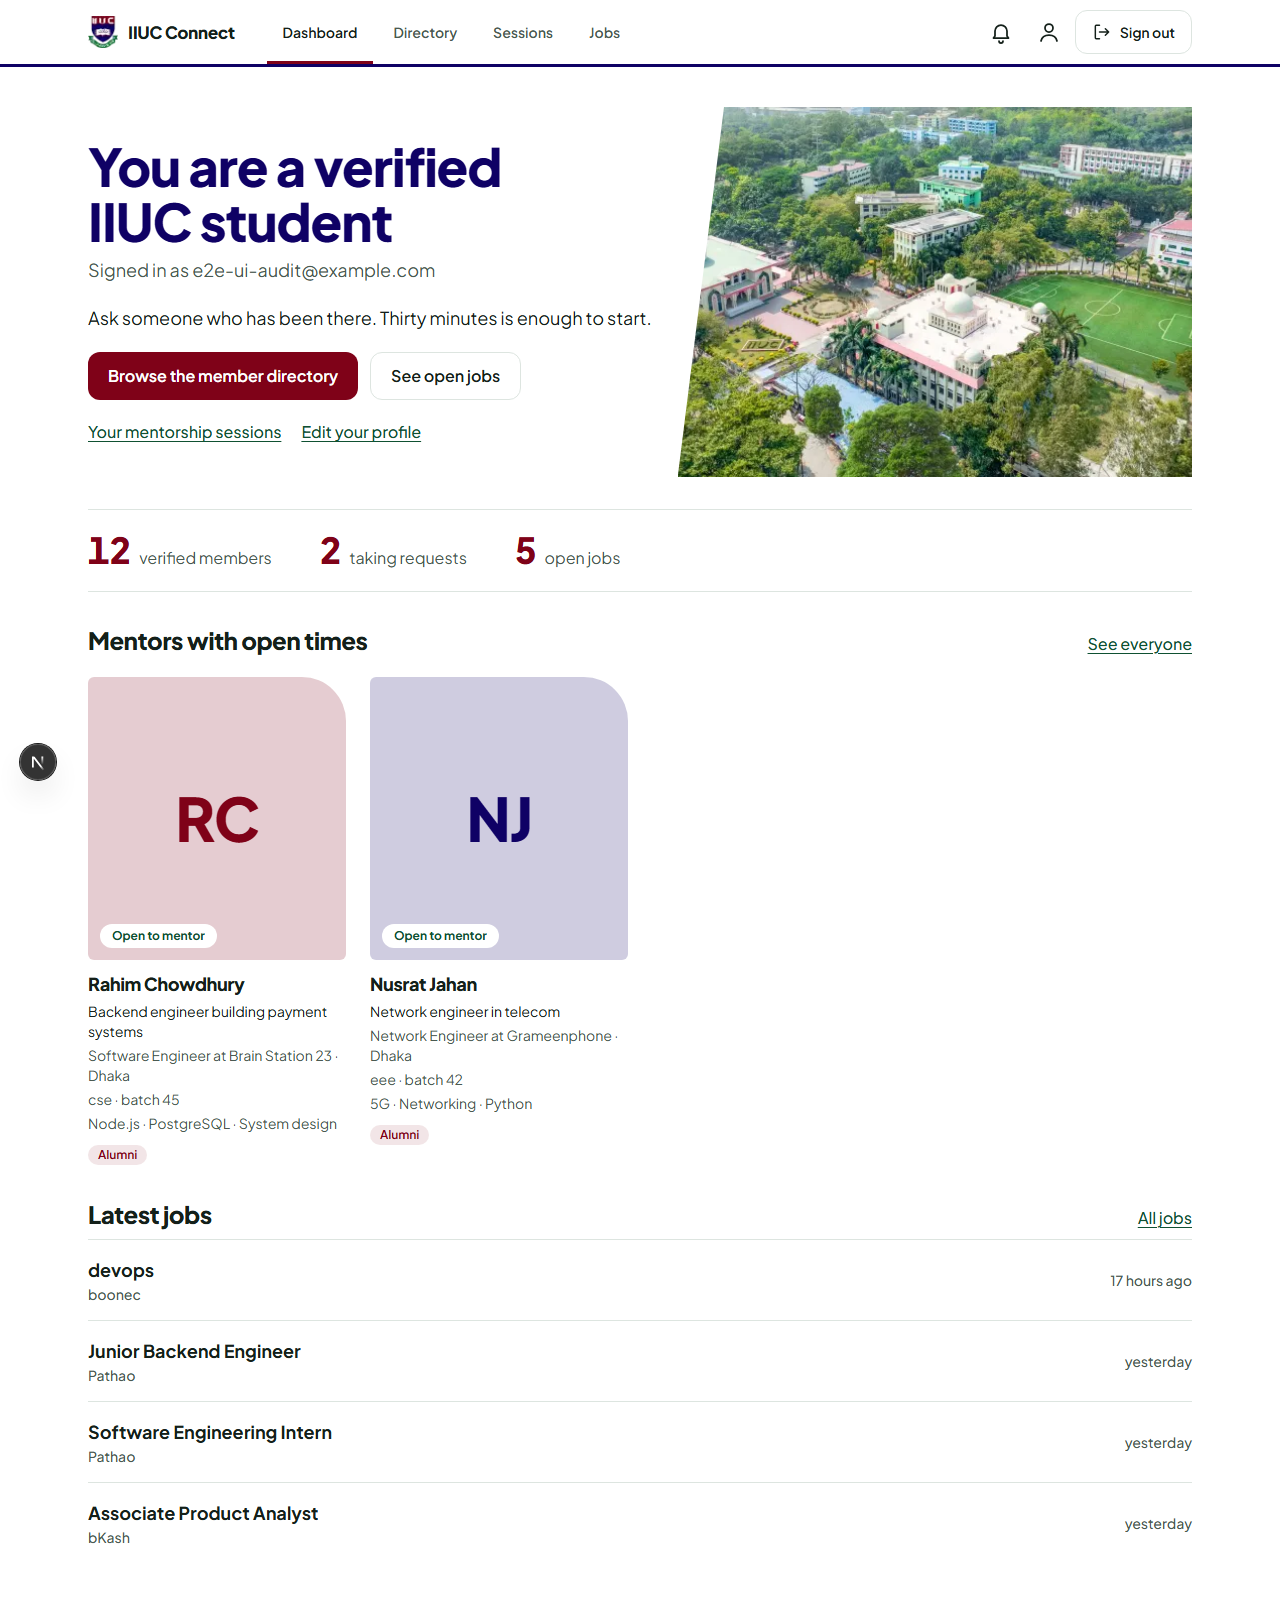 IIUC Connect
Dashboard
Directory
Sessions
Jobs
Sign out
You are a verified
IIUC student
Signed in as e2e-ui-audit@example.com
Ask someone who has been there. Thirty minutes is enough to start.
Browse the member directory
See open jobs
Your mentorship sessions
Edit your profile
IIUC
12 verified members
2 taking requests
5 open jobs
Mentors with open times
See everyone
RC
Open to mentor
Rahim Chowdhury
Backend engineer building payment
systems
Software Engineer at Brain Station 23 ·
Dhaka
cse · batch 45
Node.js · PostgreSQL · System design
Alumni
NJ
Open to mentor
Nusrat Jahan
Network engineer in telecom
Network Engineer at Grameenphone ·
Dhaka
eee · batch 42
5G · Networking · Python
Alumni
N
Latest jobs
All jobs
devops
boonec
17 hours ago
Junior Backend Engineer
Pathao
yesterday
Software Engineering Intern
Pathao
yesterday
Associate Product Analyst
bKash
yesterday